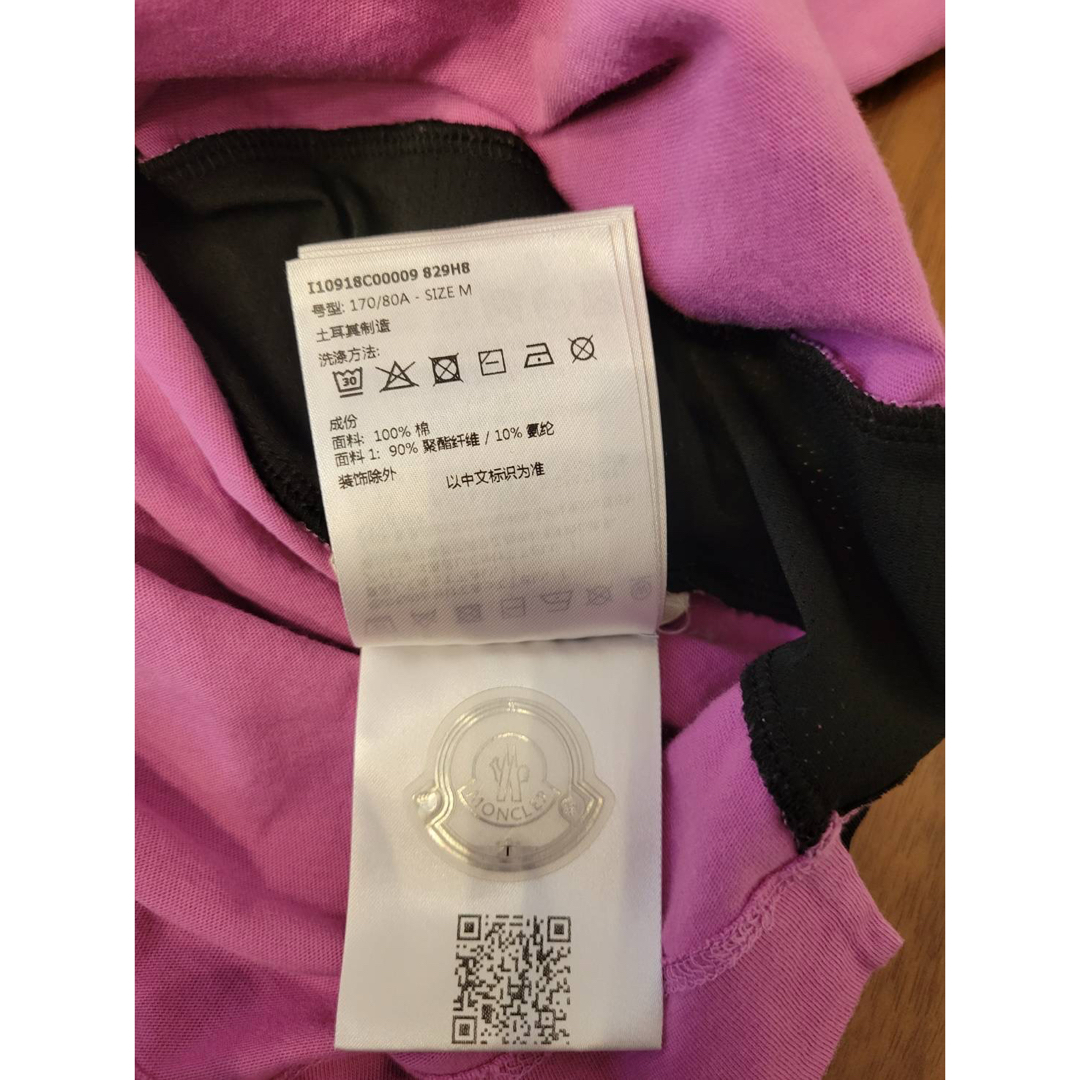 I10918C00009 829H8
号型: 170/80A - SIZE M
土耳其制造
洗涤方法:
30
成份
面料: 100% 棉
面料 1: 90% 聚酯纤维 / 10% 氨纶
装饰除外 以中文标识为准
MONCLER
T